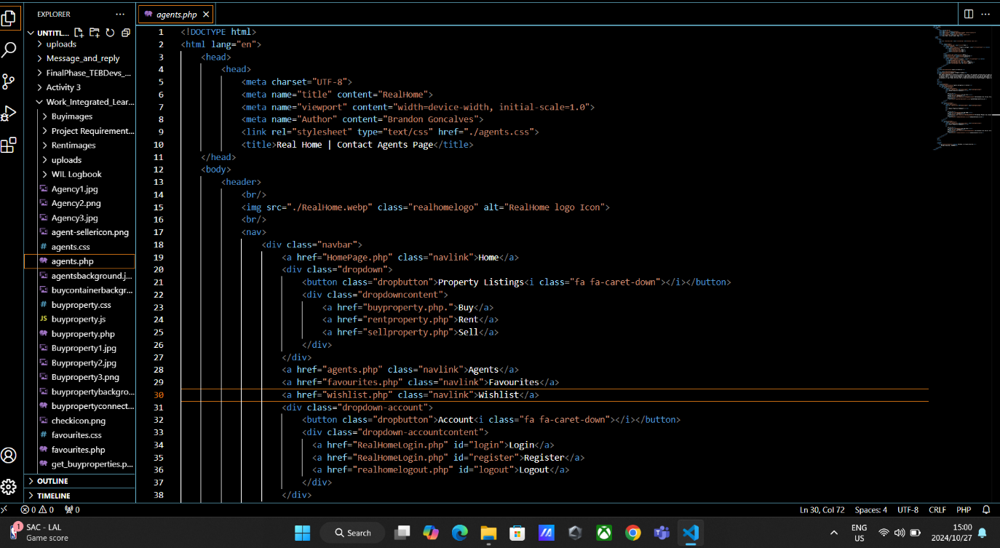 EXPLORER
UNTITL...
uploads
Message_and_reply
FinalPhase_TEBDevs_...
Activity 3
Work_Integrated_Lear...
Buyimages
Project Requirement...
Rentimages
uploads
WIL Logbook
Agency1.jpg
Agency2.png
Agency3.jpg
agent-sellericon.png
# agents.css
agents.php
agentsbackground.j...
buycontainerbackgr...
# buyproperty.css
JS buyproperty.js
buyproperty.php
Buyproperty1.jpg
Buyproperty2.jpg
Buyproperty3.png
buypropertybackgro...
buypropertyconnect...
checkicon.png
# favourites.css
favourites.php
get_buyproperties.p...
OUTLINE
TIMELINE
agents.php
1 <!DOCTYPE html>
2 <html lang="en">
3 <head>
4 <head>
5 <meta charset="UTF-8">
6 <meta name="title" content="RealHome">
7 <meta name="viewport" content="width=device-width, initial-scale=1.0">
8 <meta name="Author" content="Brandon Goncalves">
9 <link rel="stylesheet" type="text/css" href="./agents.css">
10 <title>Real Home | Contact Agents Page</title>
11 </head>
12 <body>
13 <header>
14 <br/>
15 <img src="./RealHome.webp" class="realhomelogo" alt="RealHome logo Icon">
16 <br/>
17 <nav>
18 <div class="navbar">
19 <a href="HomePage.php" class="navlink">Home</a>
20 <div class="dropdown">
21 <button class="dropbutton">Property Listings<i class="fa fa-caret-down"></i></button>
22 <div class="dropdowncontent">
23 <a href="buyproperty.php.">Buy</a>
24 <a href="rentproperty.php">Rent</a>
25 <a href="sellproperty.php">Sell</a>
26 </div>
27 </div>
28 <a href="agents.php" class="navlink">Agents</a>
29 <a href="favourites.php" class="navlink">Favourites</a>
30 <a href="wishlist.php" class="navlink">Wishlist</a>
31 <div class="dropdown-account">
32 <button class="dropbutton">Account<i class="fa fa-caret-down"></i></button>
33 <div class="dropdown-accountcontent">
34 <a href="RealHomeLogin.php" id="login">Login</a>
35 <a href="RealHomeLogin.php" id="register">Register</a>
36 <a href="realhomelogout.php" id="logout">Logout</a>
37 </div>
38 </div>
0 0 0
Ln 30, Col 72 Spaces: 4 UTF-8 CRLF PHP
1 SAC - LAL
Game score
Search
ENG
US
15:00
2024/10/27